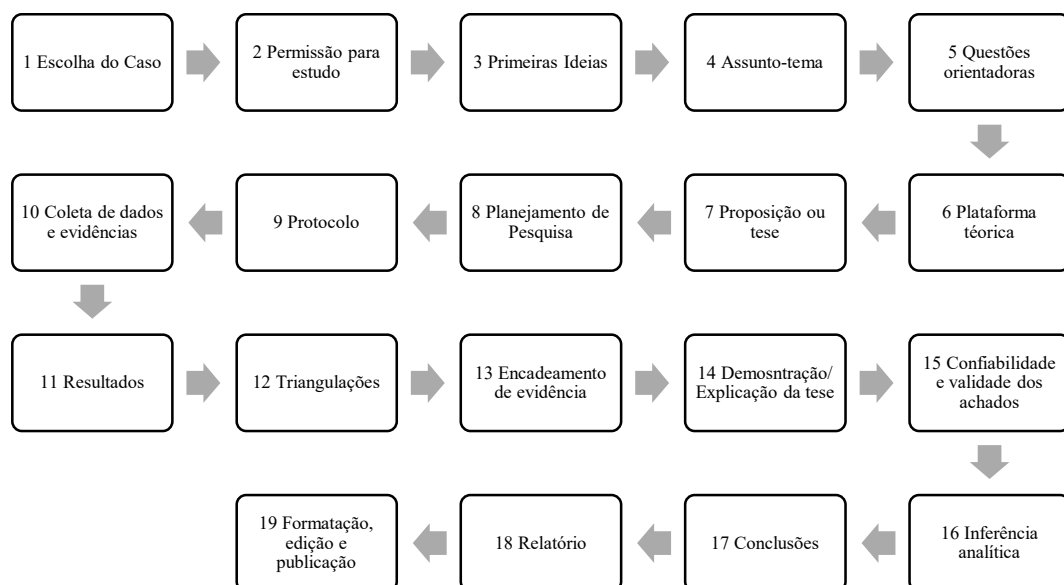 1 Escolha do Caso
2 Permissão para
estudo
3 Primeiras Ideias
4 Assunto-tema
5 Questões
orientadoras
6 Plataforma
téorica
7 Proposição ou
tese
8 Planejamento de
Pesquisa
9 Protocolo
10 Coleta de dados
e evidências
11 Resultados
12 Triangulações
13 Encadeamento
de evidência
14 Demosntração/
Explicação da tese
15 Confiabilidade
e validade dos
achados
16 Inferência
analítica
17 Conclusões
18 Relatório
19 Formatação,
edição e
publicação